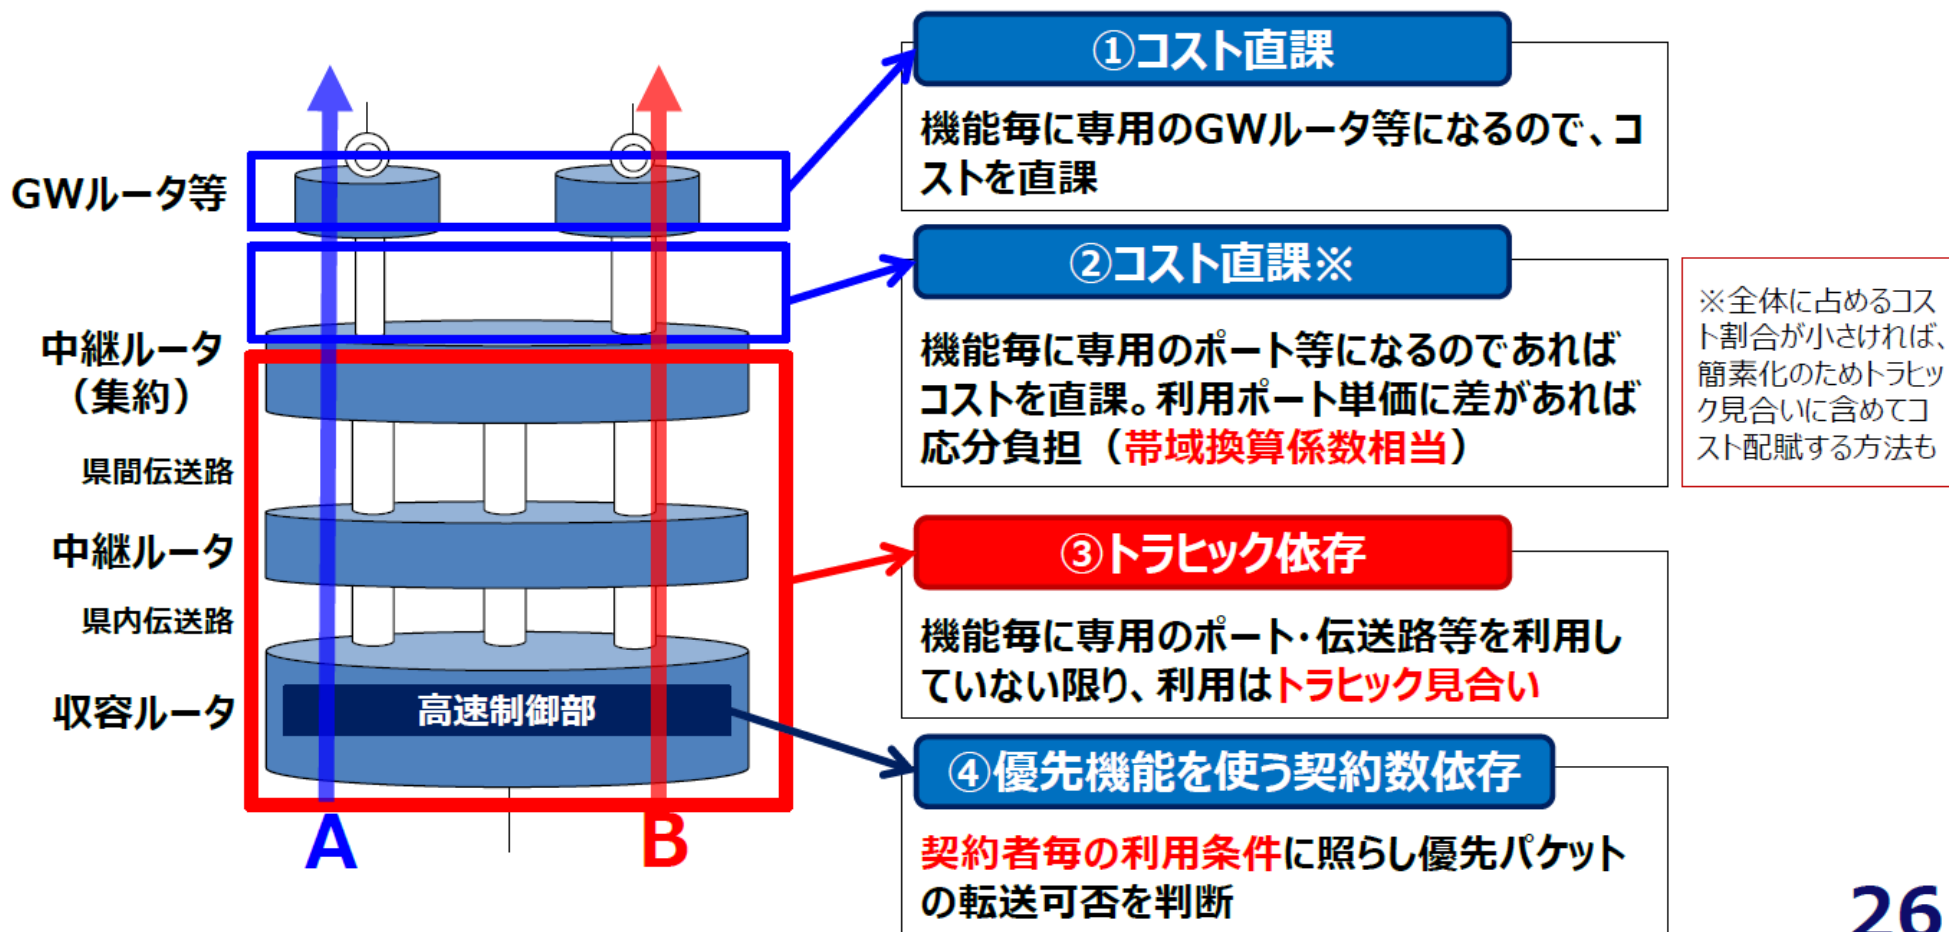 GWルータ等
中継ルータ
（集約）
県間伝送路
中継ルータ
県内伝送路
収容ルータ
高速制御部
A
B
①コスト直課
機能毎に専用のGWルータ等になるので、コ
ストを直課
②コスト直課※
機能毎に専用のポート等になるのであれば
コストを直課。利用ポート単価に差があれば
応分負担（帯域換算係数相当）
※全体に占めるコス
ト割合が小さければ、
簡素化のためトラヒッ
ク見合いに含めてコ
スト配賦する方法も
③トラヒック依存
機能毎に専用のポート・伝送路等を利用し
ていない限り、利用はトラヒック見合い
④優先機能を使う契約数依存
契約者毎の利用条件に照らし優先パケット
の転送可否を判断
26